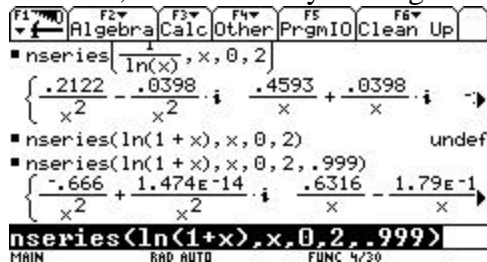 F1 F2 Algebra F3 Calc F4 Other F5 PrgmIO F6 Clean Up
▪ nseries(1/ln(x),x,0,2)
{.2122/x² - .0398/x²·i .4593/x + .0398/x·i
▪ nseries(ln(1+x),x,0,2) undef
▪ nseries(ln(1+x),x,0,2,.999)
{-.666/x² + 1.474E-14/x²·i .6316/x - 1.79E-1/x
nseries(ln(1+x),x,0,2,.999)
MAIN RAD AUTO FUNC 4/30